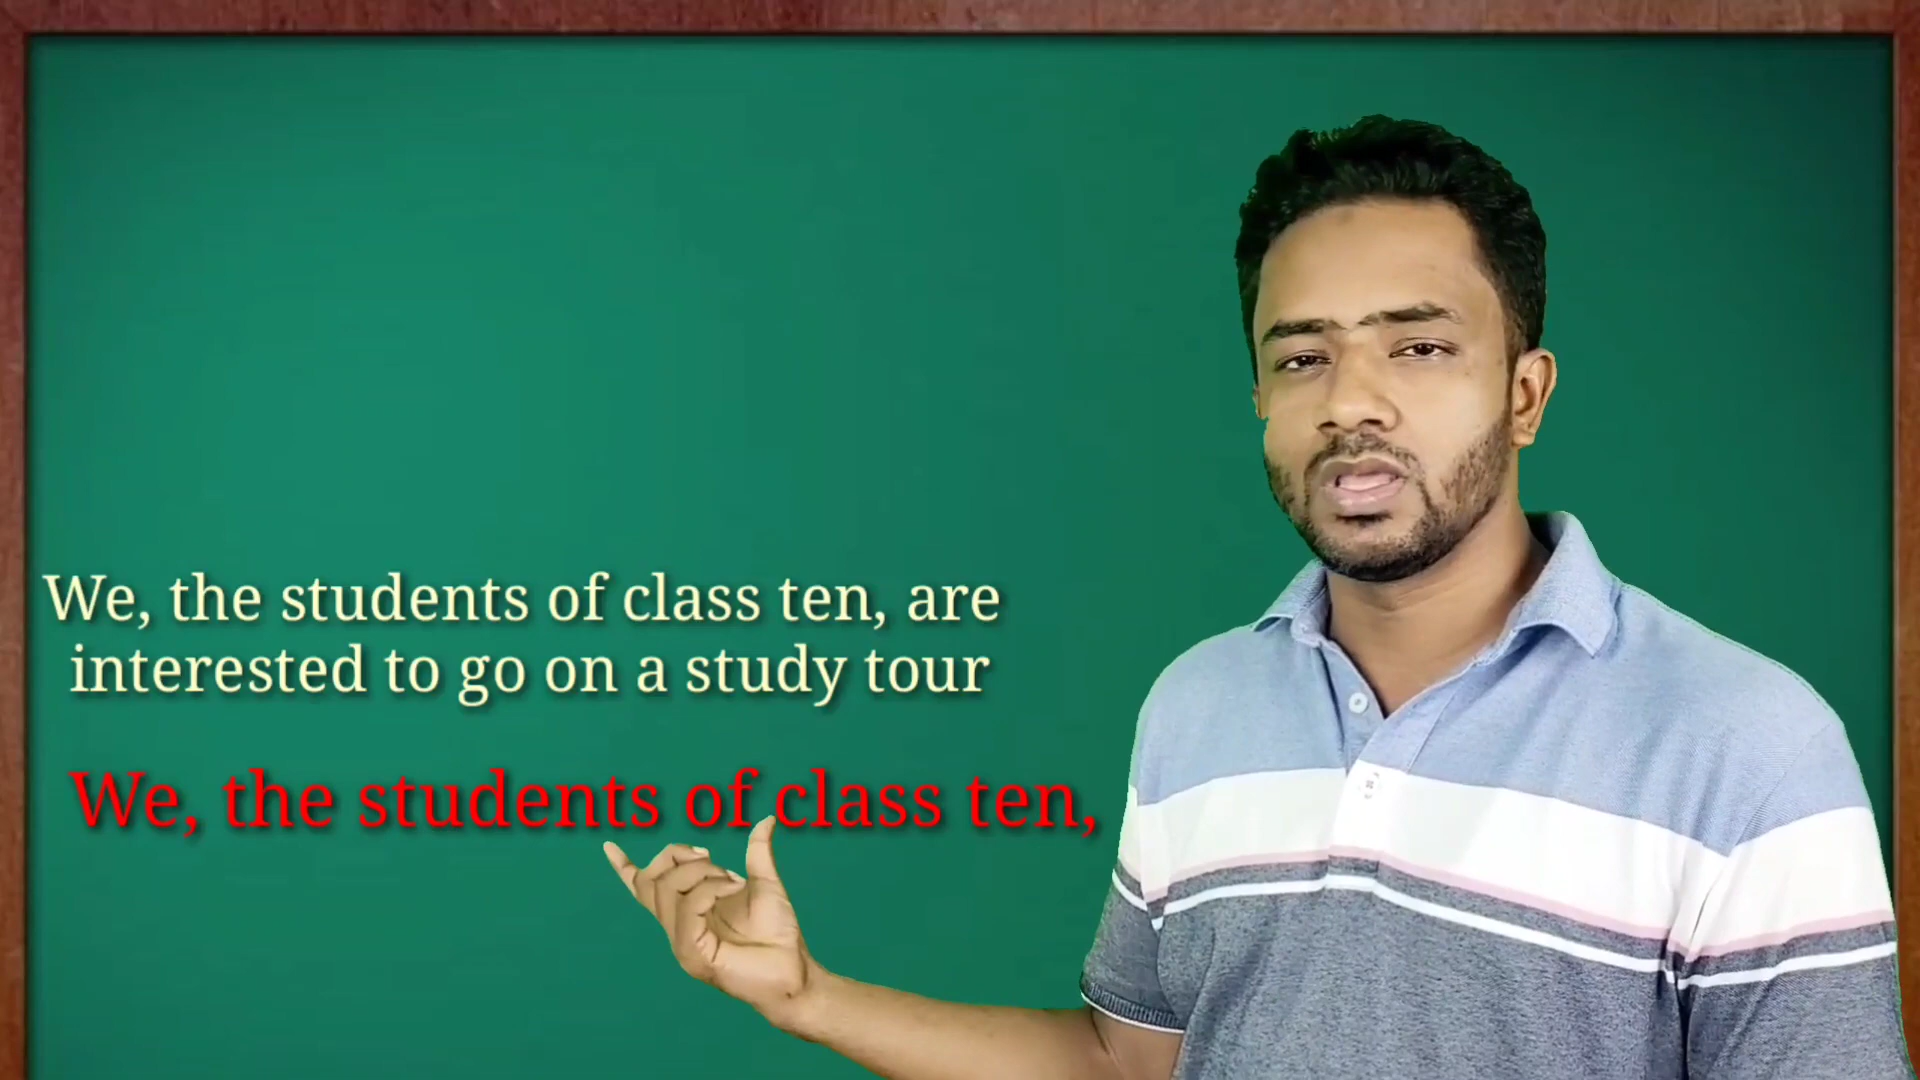 We, the students of class ten, are
interested to go on a study tour
We, the students of class ten,